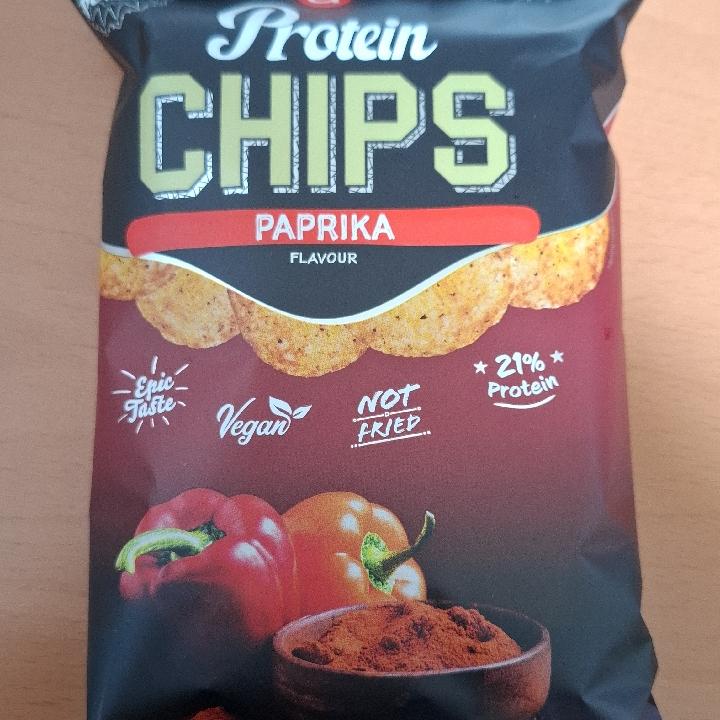 Protein
CHIPS
PAPRIKA
FLAVOUR
Epic
Taste
Vegan
NOT
FRIED
21%
Protein